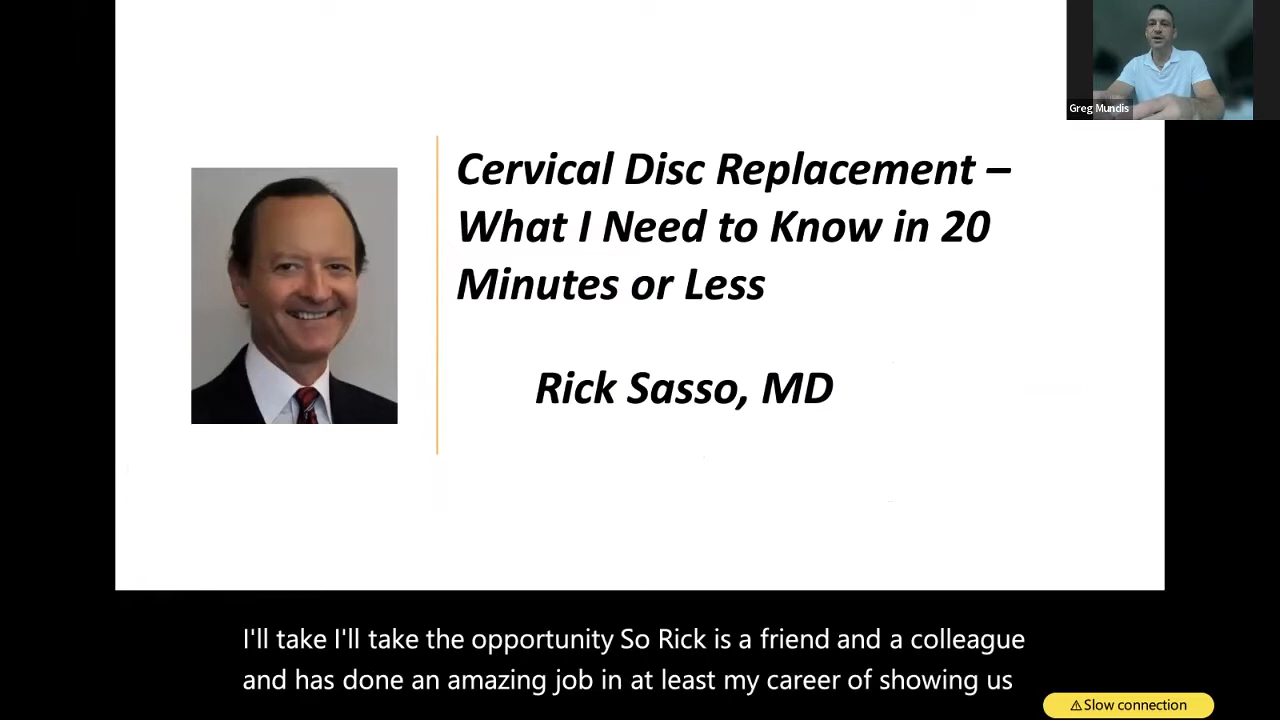 Greg Mundis
Cervical Disc Replacement –
What I Need to Know in 20
Minutes or Less
Rick Sasso, MD
I'll take I'll take the opportunity So Rick is a friend and a colleague
and has done an amazing job in at least my career of showing us
⚠Slow connection